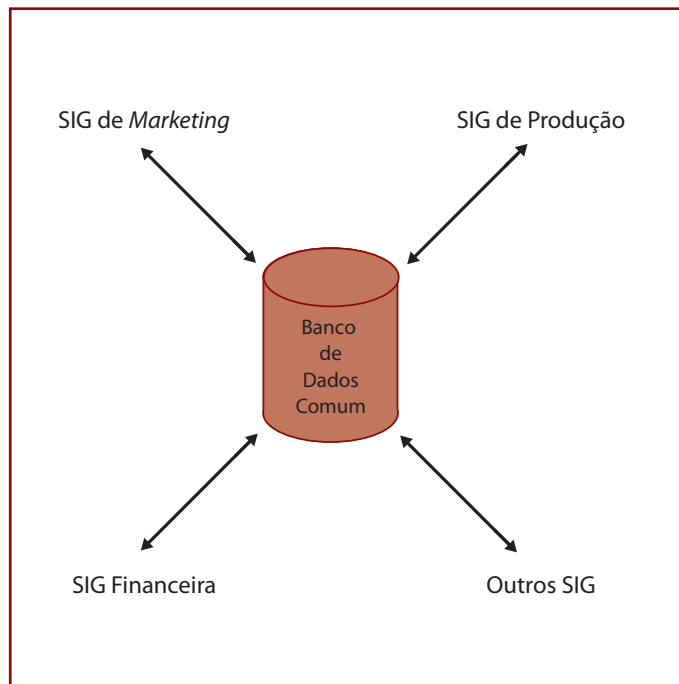 SIG de Marketing
SIG de Produção
Banco
de
Dados
Comum
SIG Financeira
Outros SIG